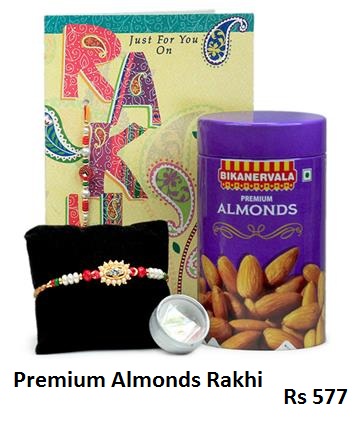 Just For You
On
RAKHI
BIKANERVALA
PREMIUM
ALMONDS
Premium Almonds Rakhi
Rs 577